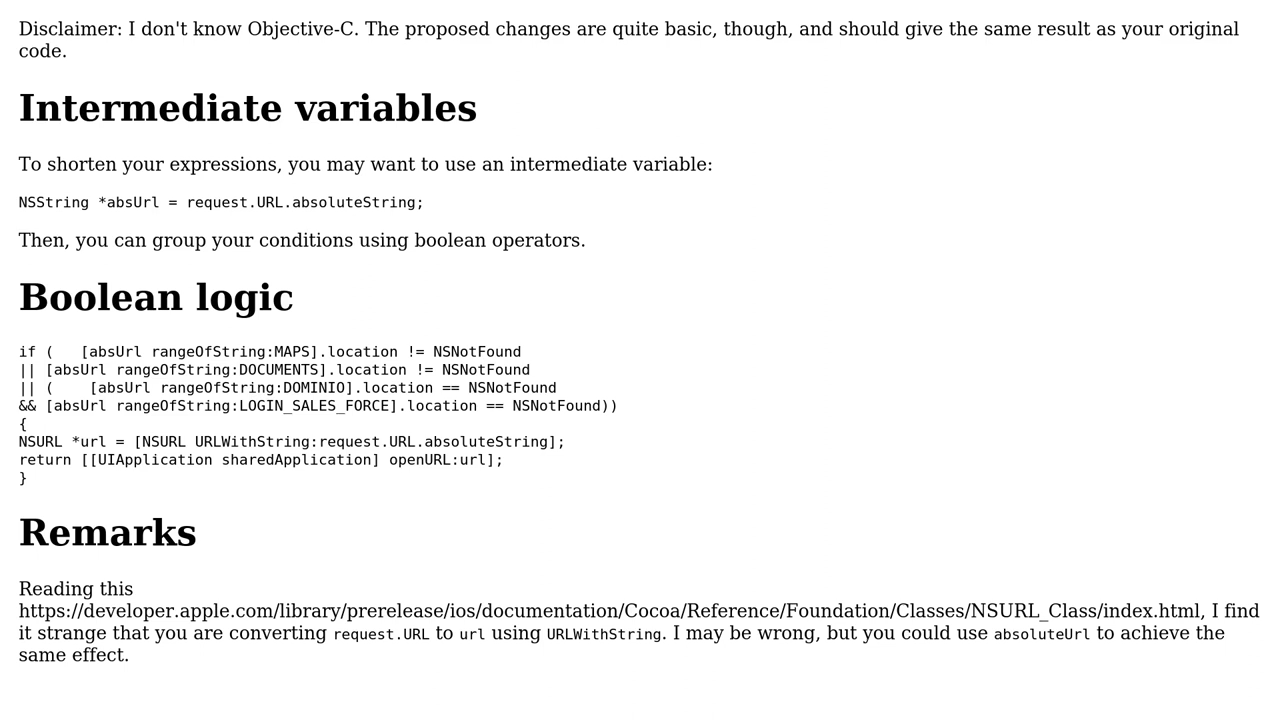 Disclaimer: I don't know Objective-C. The proposed changes are quite basic, though, and should give the same result as your original
code.
Intermediate variables
To shorten your expressions, you may want to use an intermediate variable:
NSString *absUrl = request.URL.absoluteString;
Then, you can group your conditions using boolean operators.
Boolean logic
if (   [absUrl rangeOfString:MAPS].location != NSNotFound
|| [absUrl rangeOfString:DOCUMENTS].location != NSNotFound
|| (    [absUrl rangeOfString:DOMINIO].location == NSNotFound
&& [absUrl rangeOfString:LOGIN_SALES_FORCE].location == NSNotFound))
{
NSURL *url = [NSURL URLWithString:request.URL.absoluteString];
return [[UIApplication sharedApplication] openURL:url];
}
Remarks
Reading this
https://developer.apple.com/library/prerelease/ios/documentation/Cocoa/Reference/Foundation/Classes/NSURL_Class/index.html, I find
it strange that you are converting request.URL to url using URLWithString. I may be wrong, but you could use absoluteUrl to achieve the
same effect.